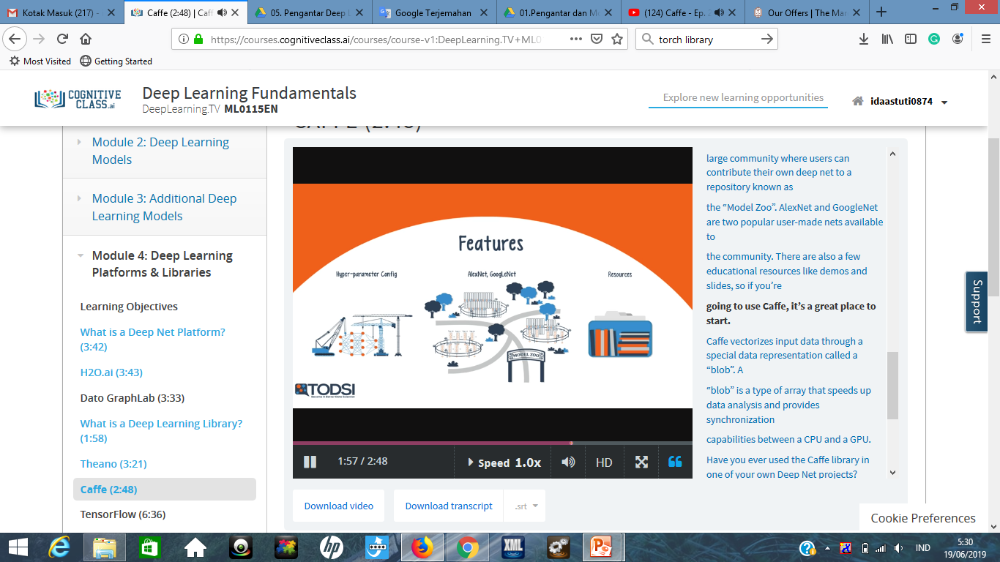 Kotak Masuk (217) -
Caffe (2:48) | Caff
05. Pengantar Deep L
Google Terjemahan
01.Pengantar dan Mo
(124) Caffe - Ep. 2
Our Offers | The Mar
https://courses.cognitiveclass.ai/courses/course-v1:DeepLearning.TV+ML0
torch library
Most Visited
Getting Started
COGNITIVE
CLASS.ai
Deep Learning Fundamentals
DeepLearning.TV ML0115EN
Explore new learning opportunities
idaastuti0874
CAFFE (2:48)
Module 2: Deep Learning
Models
Module 3: Additional Deep
Learning Models
Module 4: Deep Learning
Platforms & Libraries
Learning Objectives
What is a Deep Net Platform?
(3:42)
H2O.ai (3:43)
Dato GraphLab (3:33)
What is a Deep Learning Library?
(1:58)
Theano (3:21)
Caffe (2:48)
TensorFlow (6:36)
Features
Hyper-parameter Config
AlexNet, GoogleNet
Resources
MODEL ZOO
TODSI
Become A Better Data Scientist
1:57 / 2:48
Speed 1.0x
HD
large community where users can
contribute their own deep net to a
repository known as
the “Model Zoo”. AlexNet and GoogleNet
are two popular user-made nets available
to
the community. There are also a few
educational resources like demos and
slides, so if you’re
going to use Caffe, it’s a great place to
start.
Caffe vectorizes input data through a
special data representation called a
“blob”. A
“blob” is a type of array that speeds up
data analysis and provides
synchronization
capabilities between a CPU and a GPU.
Have you ever used the Caffe library in
one of your own Deep Net projects?
Download video
Download transcript
.srt
Support
Cookie Preferences
hp
XML
IND
5:30
19/06/2019